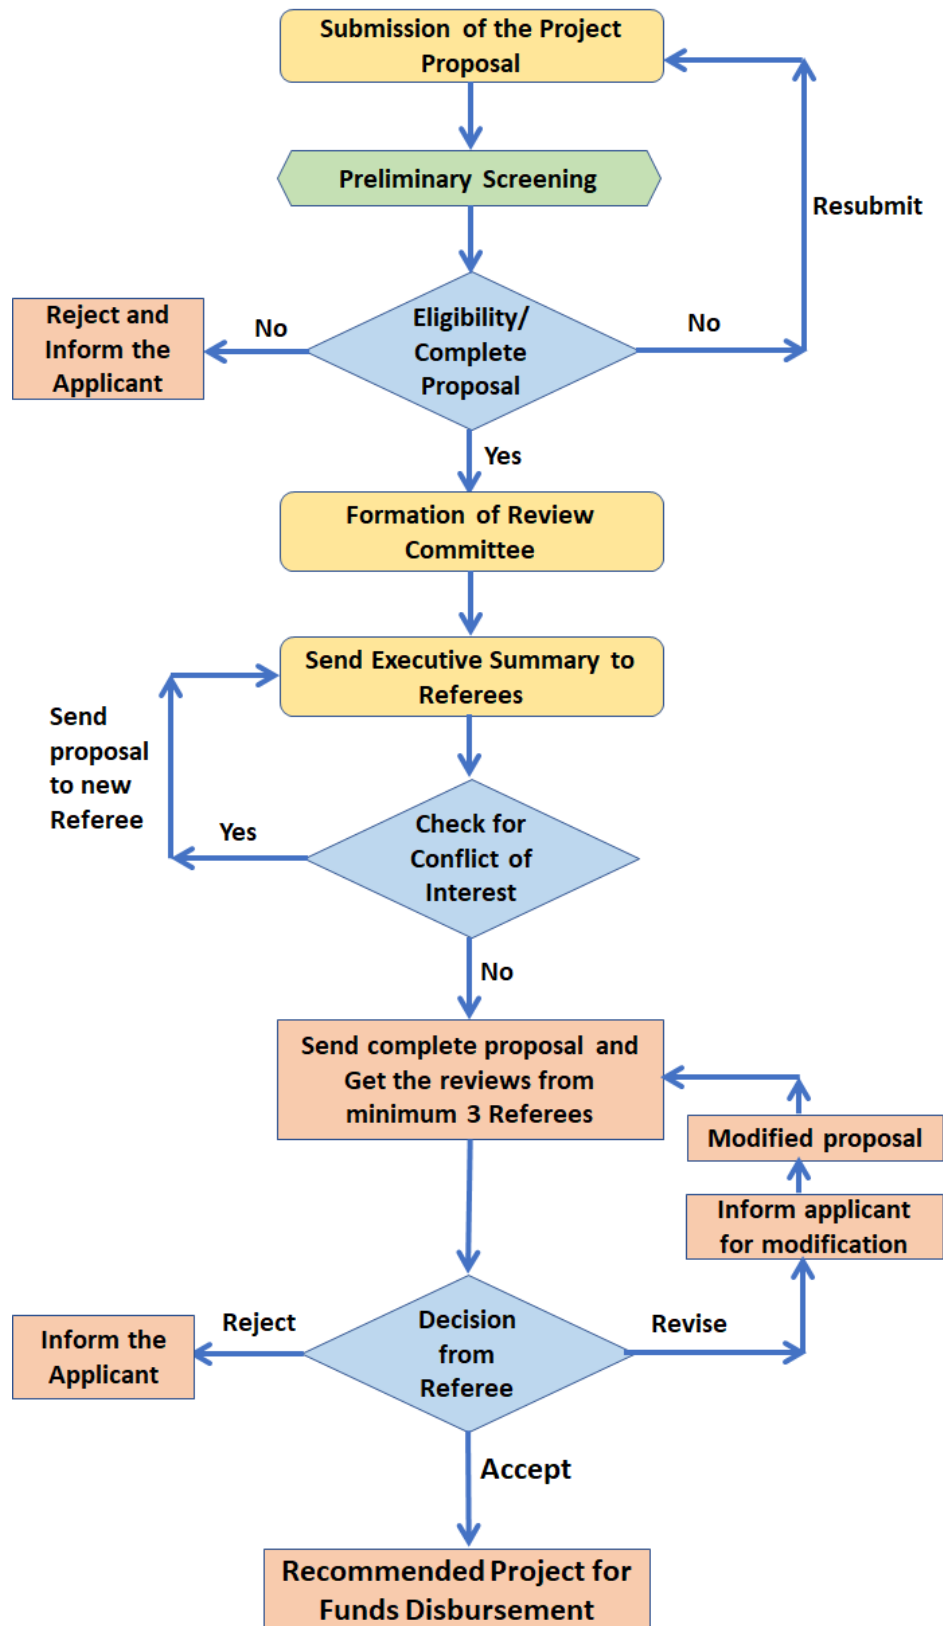 Submission of the Project
Proposal
Preliminary Screening
Resubmit
Reject and
Inform the
Applicant
No
Eligibility/
Complete
Proposal
No
Yes
Formation of Review
Committee
Send Executive Summary to
Referees
Send
proposal
to new
Referee
Yes
Check for
Conflict of
Interest
No
Send complete proposal and
Get the reviews from
minimum 3 Referees
Modified proposal
Inform applicant
for modification
Inform the
Applicant
Reject
Decision
from
Referee
Revise
Accept
Recommended Project for
Funds Disbursement